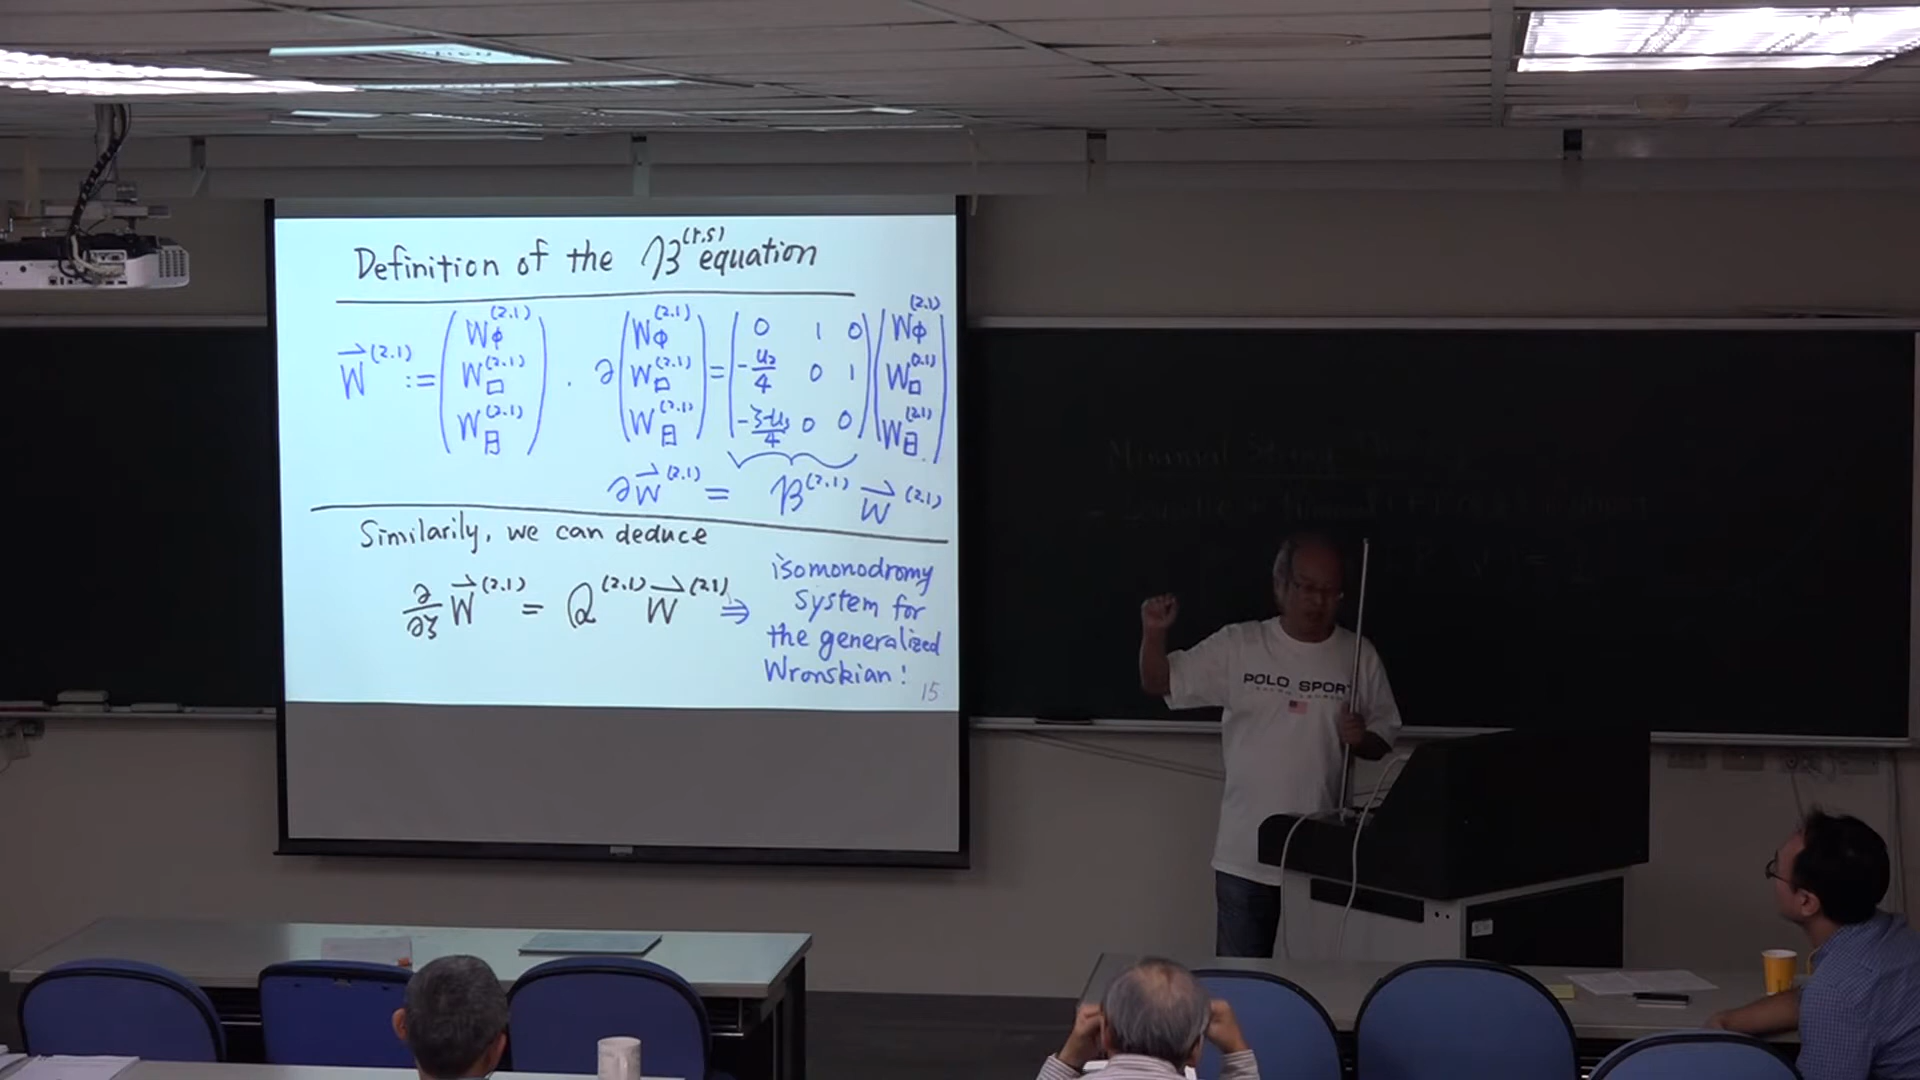 Definition of the B^(r,s) equation
W⃗^(2.1) := ( W_φ^(2.1) W_□^(2.1) W_日^(2.1) ) . ∂ ( W_φ^(2.1) W_□^(2.1) W_日^(2.1) ) = ( 0 1 0 -u₂/4 0 1 -ζ-u₃/4 0 0 ) ( W_φ^(2.1) W_□^(2.1) W_日^(2.1) )
∂W⃗^(2.1) = B^(2.1) W⃗^(2.1)
Similarily, we can deduce
∂/∂ζ W⃗^(2.1) = Q^(2.1) W⃗^(2.1) ⇒
isomonodromy
system for
the generalized
Wronskian!
15
Minimal String
POLO SPORT